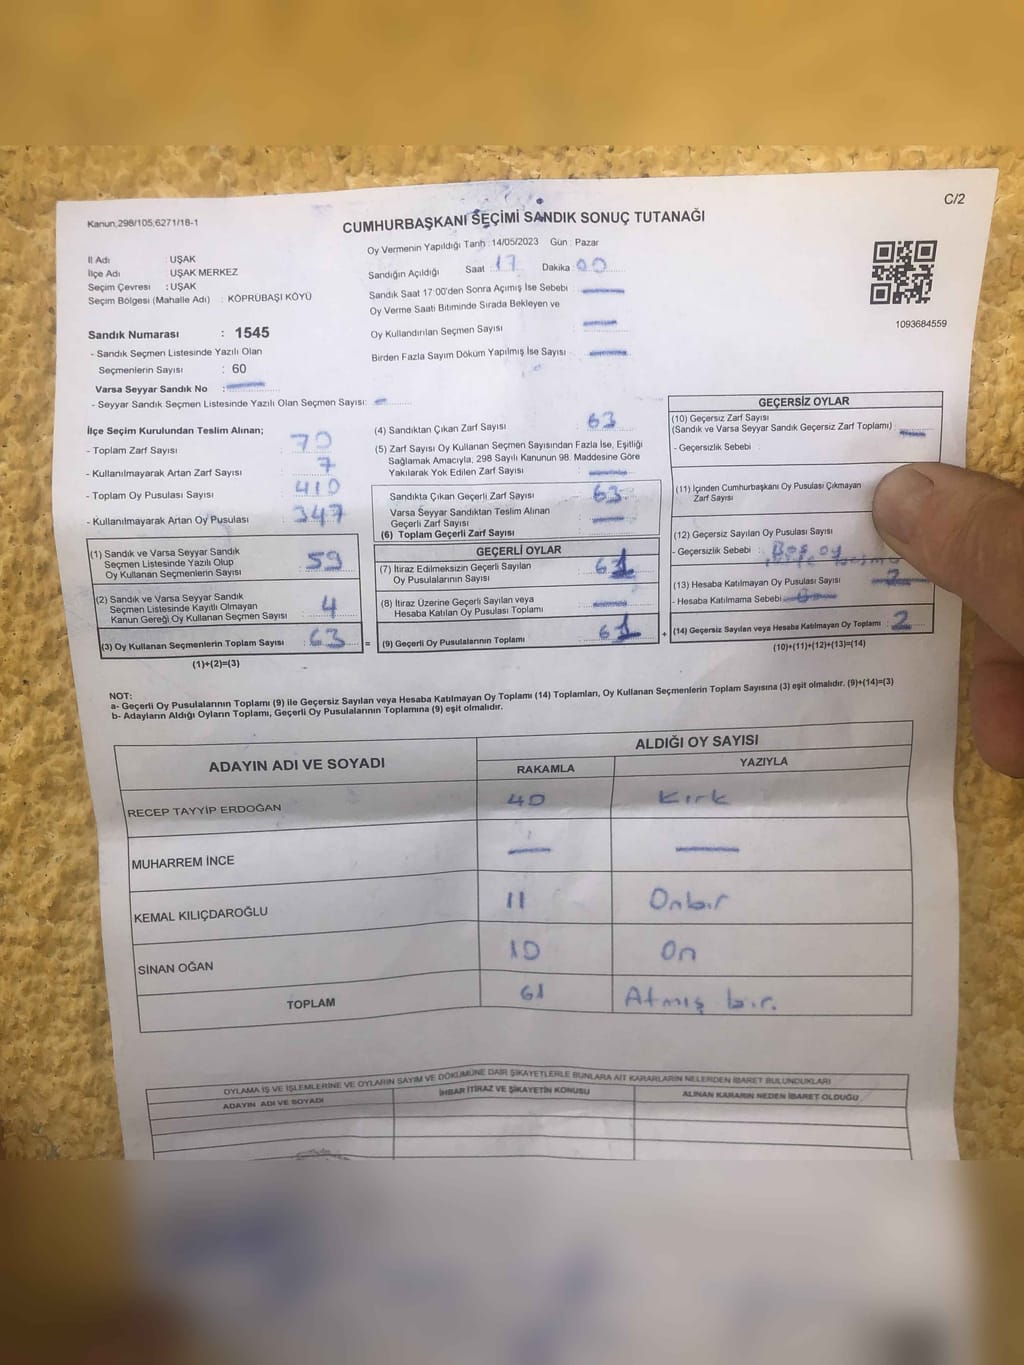 Kanun:298/105,6271/18-1
C/2
CUMHURBAŞKANI SEÇİMİ SANDIK SONUÇ TUTANAĞI
Oy Vermenin Yapıldığı Tarih : 14/05/2023 Gün : Pazar
İl Adı UŞAK
İlçe Adı UŞAK MERKEZ
Seçim Çevresi : UŞAK
Seçim Bölgesi (Mahalle Adı) : KÖPRÜBAŞI KÖYÜ
Sandığın Açıldığı Saat : 17 Dakika : 00
Sandık Saat 17:00'den Sonra Açımış İse Sebebi
Oy Verme Saati Bitiminde Sırada Bekleyen ve
Oy Kullandırılan Seçmen Sayısı
Birden Fazla Sayım Döküm Yapılmış İse Sayısı
1093684559
Sandık Numarası : 1545
- Sandık Seçmen Listesinde Yazılı Olan
Seçmenlerin Sayısı : 60
Varsa Seyyar Sandık No :
- Seyyar Sandık Seçmen Listesinde Yazılı Olan Seçmen Sayısı:
İlçe Seçim Kurulundan Teslim Alınan;
- Toplam Zarf Sayısı : 70
- Kullanılmayarak Artan Zarf Sayısı : 7
- Toplam Oy Pusulası Sayısı : 410
- Kullanılmayarak Artan Oy Pusulası : 347
(1) Sandık ve Varsa Seyyar Sandık
Seçmen Listesinde Yazılı Olup
Oy Kullanan Seçmenlerin Sayısı : 59
(2) Sandık ve Varsa Seyyar Sandık
Seçmen Listesinde Kayıtlı Olmayan
Kanun Gereği Oy Kullanan Seçmen Sayısı : 4
(3) Oy Kullanan Seçmenlerin Toplam Sayısı : 63
(1)+(2)=(3)
(4) Sandıktan Çıkan Zarf Sayısı : 63
(5) Zarf Sayısı Oy Kullanan Seçmen Sayısından Fazla İse, Eşitliği
Sağlamak Amacıyla, 298 Sayılı Kanunun 98. Maddesine Göre
Yakılarak Yok Edilen Zarf Sayısı :
Sandıkta Çıkan Geçerli Zarf Sayısı : 63
Varsa Seyyar Sandıktan Teslim Alınan
Geçerli Zarf Sayısı :
(6) Toplam Geçerli Zarf Sayısı)
GEÇERLİ OYLAR
(7) İtiraz Edilmeksizin Geçerli Sayılan
Oy Pusulalarının Sayısı : 61
(8) İtiraz Üzerine Geçerli Sayılan veya
Hesaba Katılan Oy Pusulası Toplamı :
= (9) Geçerli Oy Pusulalarının Toplamı : 61 +
GEÇERSİZ OYLAR
(10) Geçersiz Zarf Sayısı
(Sandık ve Varsa Seyyar Sandık Geçersiz Zarf Toplamı) :
- Geçersizlik Sebebi :
(11) İçinden Cumhurbaşkanı Oy Pusulası Çıkmayan
Zarf Sayısı
(12) Geçersiz Sayılan Oy Pusulası Sayısı
- Geçersizlik Sebebi : Boş oy
(13) Hesaba Katılmayan Oy Pusulası Sayısı
- Hesaba Katılmama Sebebi :
(14) Geçersiz Sayılan veya Hesaba Katılmayan Oy Toplamı : 2
(10)+(11)+(12)+(13)=(14)
NOT:
a- Geçerli Oy Pusulalarının Toplamı (9) ile Geçersiz Sayılan veya Hesaba Katılmayan Oy Toplamı (14) Toplamları, Oy Kullanan Seçmenlerin Toplam Sayısına (3) eşit olmalıdır. (9)+(14)=(3)
b- Adayların Aldığı Oyların Toplamı, Geçerli Oy Pusulalarının Toplamına (9) eşit olmalıdır.
ADAYIN ADI VE SOYADI
ALDIĞI OY SAYISI
RAKAMLA YAZIYLA
RECEP TAYYİP ERDOĞAN 40 Kırk
MUHARREM İNCE
KEMAL KILIÇDAROĞLU 11 Onbir
SİNAN OĞAN 10 On
TOPLAM 61 Atmış bir.
OYLAMA İŞ VE İŞLEMLERİNE VE OYLARIN SAYIM VE DÖKÜMÜNE DAİR ŞİKAYETLERLE BUNLARA AİT KARARLARIN NELERDEN İBARET BULUNDUKLARI
ADAYIN ADI VE SOYADI İHBAR İTİRAZ VE ŞİKAYETİN KONUSU ALINAN KARARIN NEDEN İBARET OLDUĞU